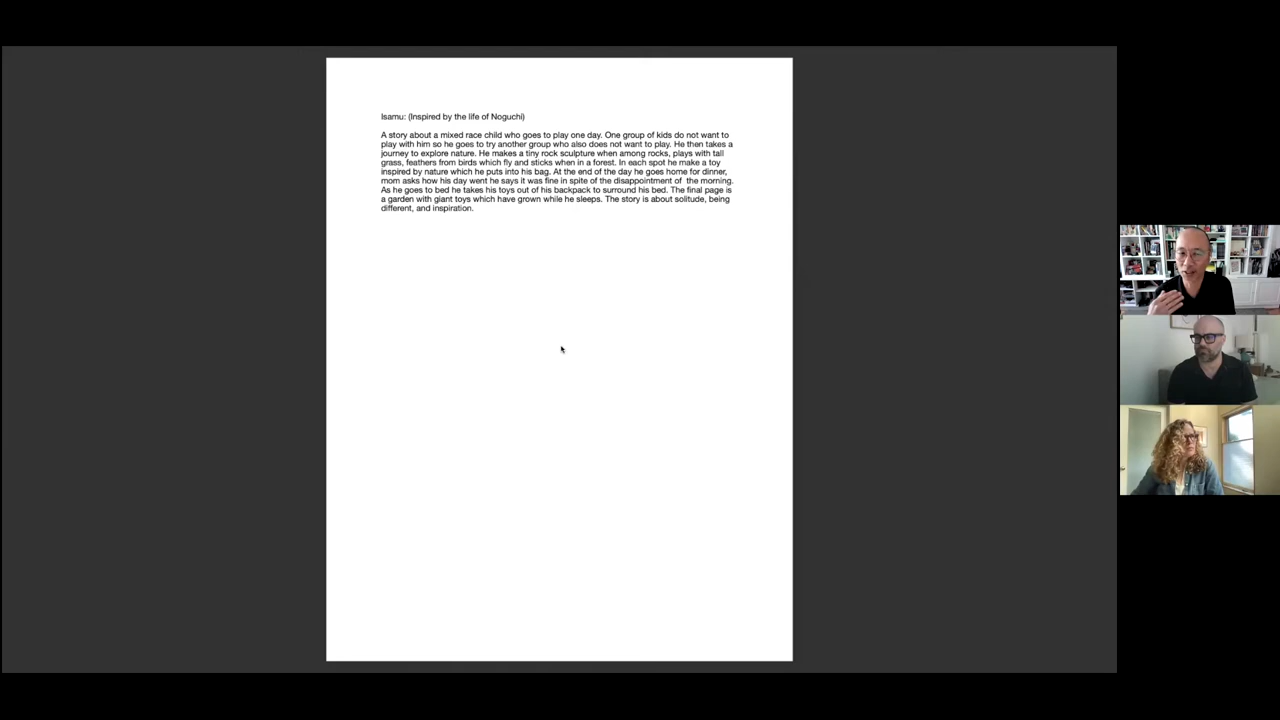 Isamu: (Inspired by the life of Noguchi)
A story about a mixed race child who goes to play one day. One group of kids do not want to
play with him so he goes to try another group who also does not want to play. He then takes a
journey to explore nature. He makes a tiny rock sculpture when among rocks, plays with tall
grass, feathers from birds which fly and sticks when in a forest. In each spot he make a toy
inspired by nature which he puts into his bag. At the end of the day he goes home for dinner,
mom asks how his day went he says it was fine in spite of the disappointment of  the morning.
As he goes to bed he takes his toys out of his backpack to surround his bed. The final page is
a garden with giant toys which have grown while he sleeps. The story is about solitude, being
different, and inspiration.